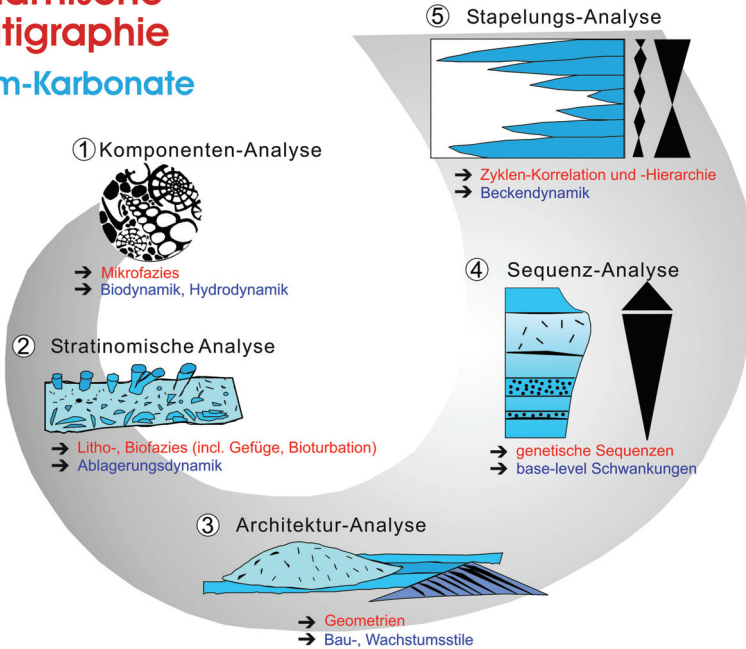 tigraphie
m-Karbonate
① Komponenten-Analyse
➔ Mikrofazies
➔ Biodynamik, Hydrodynamik
② Stratinomische Analyse
➔ Litho-, Biofazies (incl. Gefüge, Bioturbation)
➔ Ablagerungsdynamik
③ Architektur-Analyse
➔ Geometrien
➔ Bau-, Wachstumsstile
④ Sequenz-Analyse
➔ genetische Sequenzen
➔ base-level Schwankungen
⑤ Stapelungs-Analyse
➔ Zyklen-Korrelation und -Hierarchie
➔ Beckendynamik